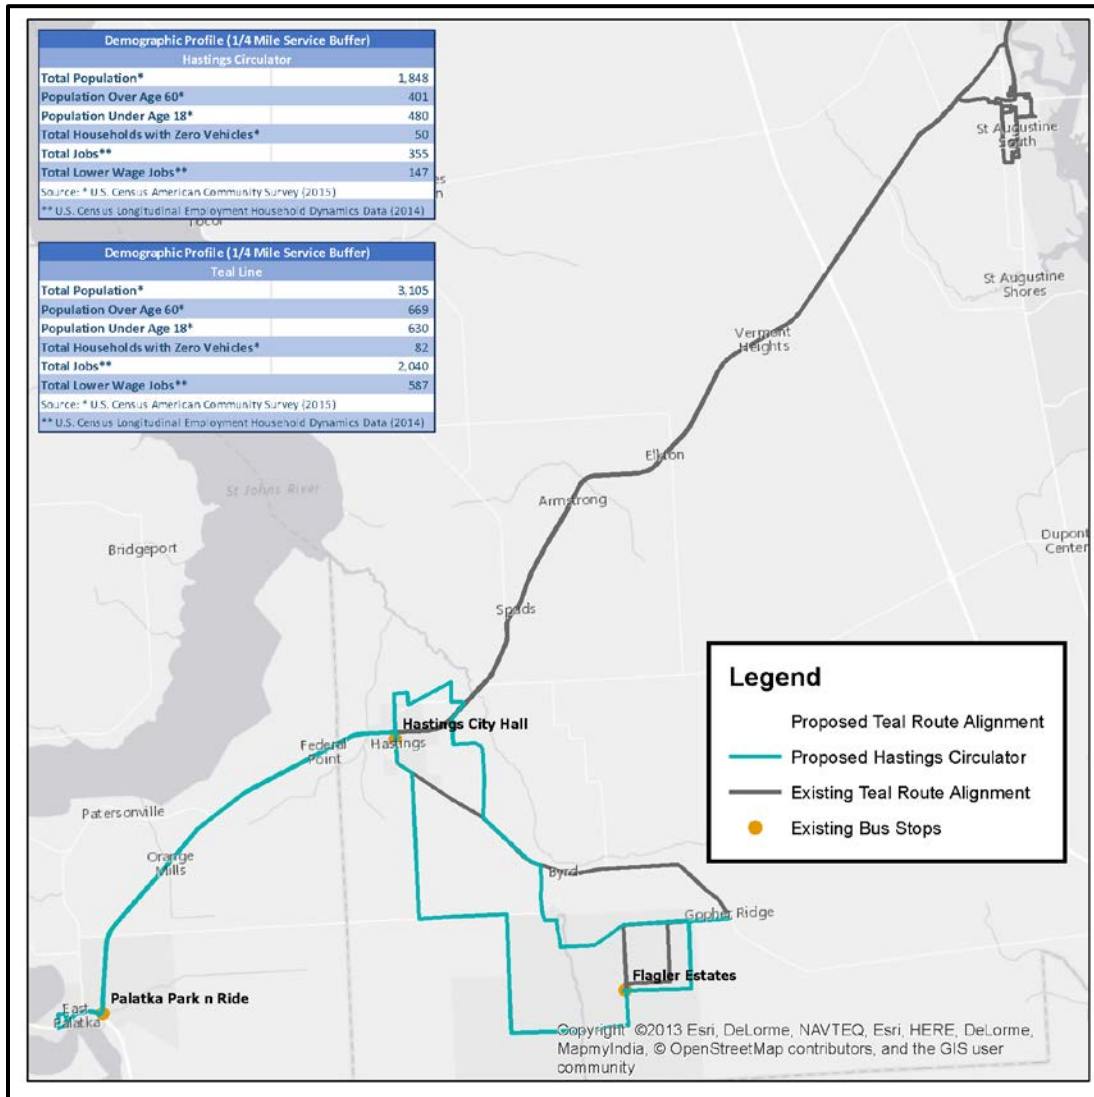 Demographic Profile (1/4 Mile Service Buffer)
Hastings Circulator
Total Population* 1,848
Population Over Age 60* 401
Population Under Age 18* 480
Total Households with Zero Vehicles* 50
Total Jobs** 355
Total Lower Wage Jobs** 147
Source: * U.S. Census American Community Survey (2015)
** U.S. Census Longitudinal Employment Household Dynamics Data (2014)
Demographic Profile (1/4 Mile Service Buffer)
Teal Line
Total Population* 3,105
Population Over Age 60* 669
Population Under Age 18* 630
Total Households with Zero Vehicles* 82
Total Jobs** 2,040
Total Lower Wage Jobs** 587
Source: * U.S. Census American Community Survey (2015)
** U.S. Census Longitudinal Employment Household Dynamics Data (2014)
St Augustine
South
St Augustine
Shores
Vermont
Heights
Elkton
St Johns River
Armstrong
Bridgeport
Dupont
Center
Spuds
Hastings City Hall
Federal
Point
Hastings
Patersonville
Orange
Mills
Byrd
Gopher Ridge
Flagler Estates
Palatka Park n Ride
East
Palatka
Legend
Proposed Teal Route Alignment
Proposed Hastings Circulator
Existing Teal Route Alignment
Existing Bus Stops
Copyright ©2013 Esri, DeLorme, NAVTEQ, Esri, HERE, DeLorme,
MapmyIndia, © OpenStreetMap contributors, and the GIS user
community